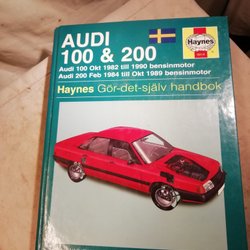 AUDI
100 & 200
Audi 100 Okt 1982 till 1990 bensinmotor
Audi 200 Feb 1984 till Okt 1989 bensinmotor
Haynes
Haynes Gör-det-själv handbok